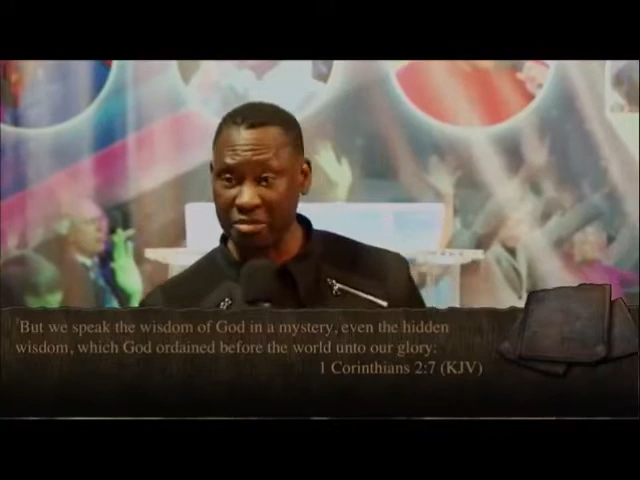 "But we speak the wisdom of God in a mystery, even the hidden
wisdom, which God ordained before the world unto our glory:
1 Corinthians 2:7 (KJV)